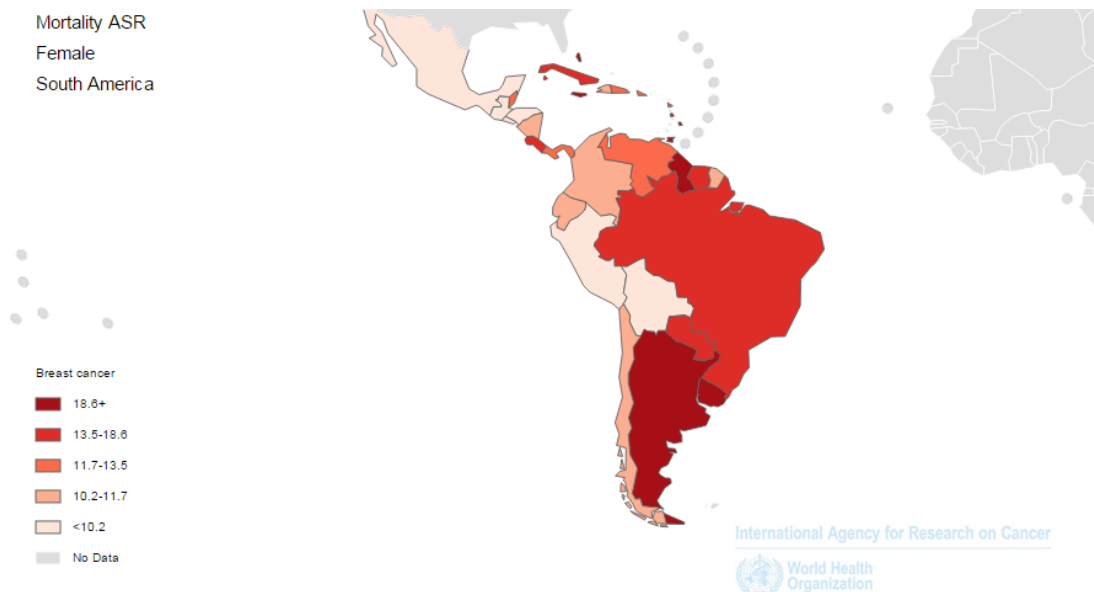 Mortality ASR
Female
South America
Breast cancer
18.6+
13.5-18.6
11.7-13.5
10.2-11.7
<10.2
No Data
International Agency for Research on Cancer
World Health
Organization